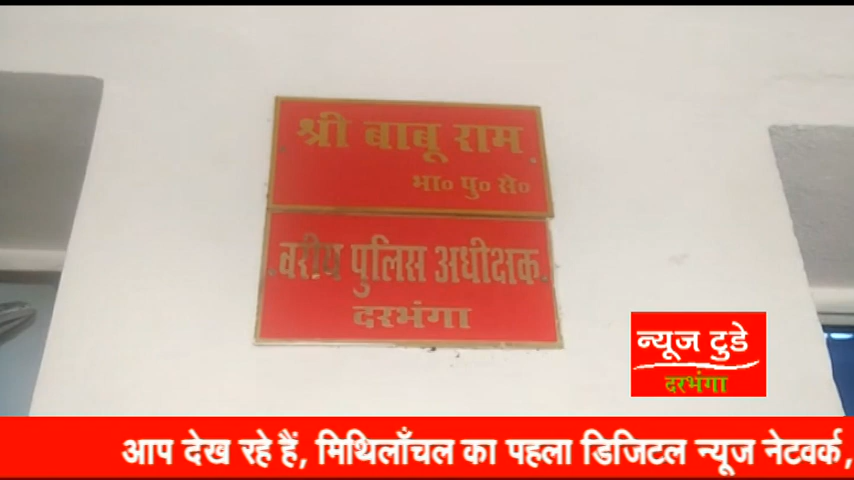 श्री बाबू राम
भा० पु० से०
वरीय पुलिस अधीक्षक
दरभंगा
न्यूज टुडे
दरभंगा
आप देख रहे हैं, मिथिलाँचल का पहला डिजिटल न्यूज नेटवर्क,